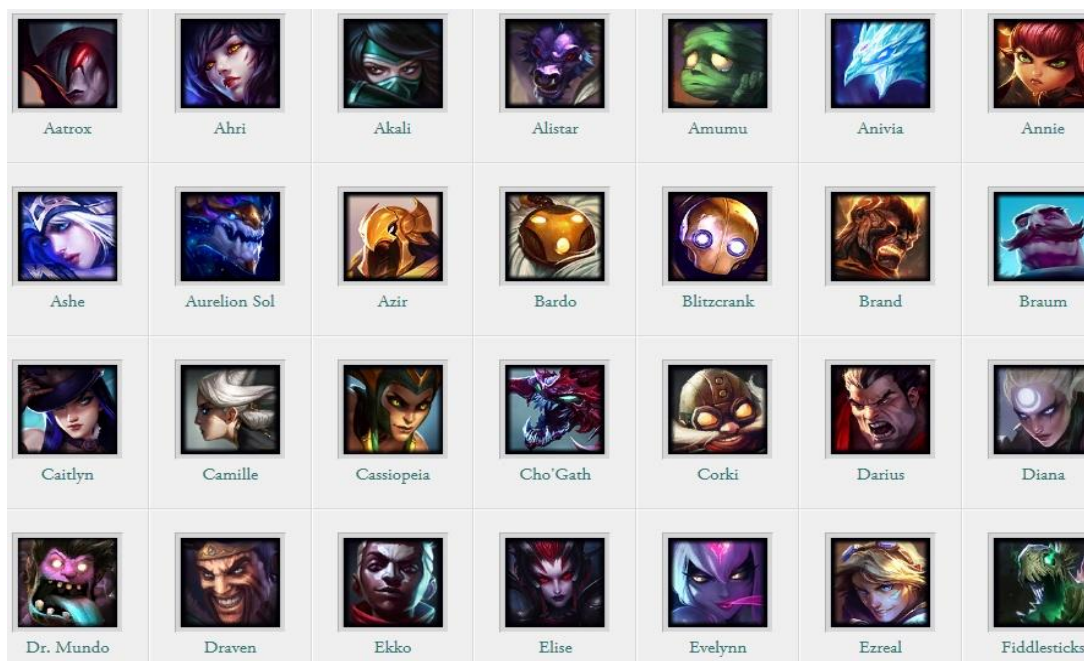 Aatrox Ahri Akali Alistar Amumu Anivia Annie
Ashe Aurelion Sol Azir Bardo Blitzcrank Brand Braum
Caitlyn Camille Cassiopeia Cho'Gath Corki Darius Diana
Dr. Mundo Draven Ekko Elise Evelynn Ezreal Fiddlesticks